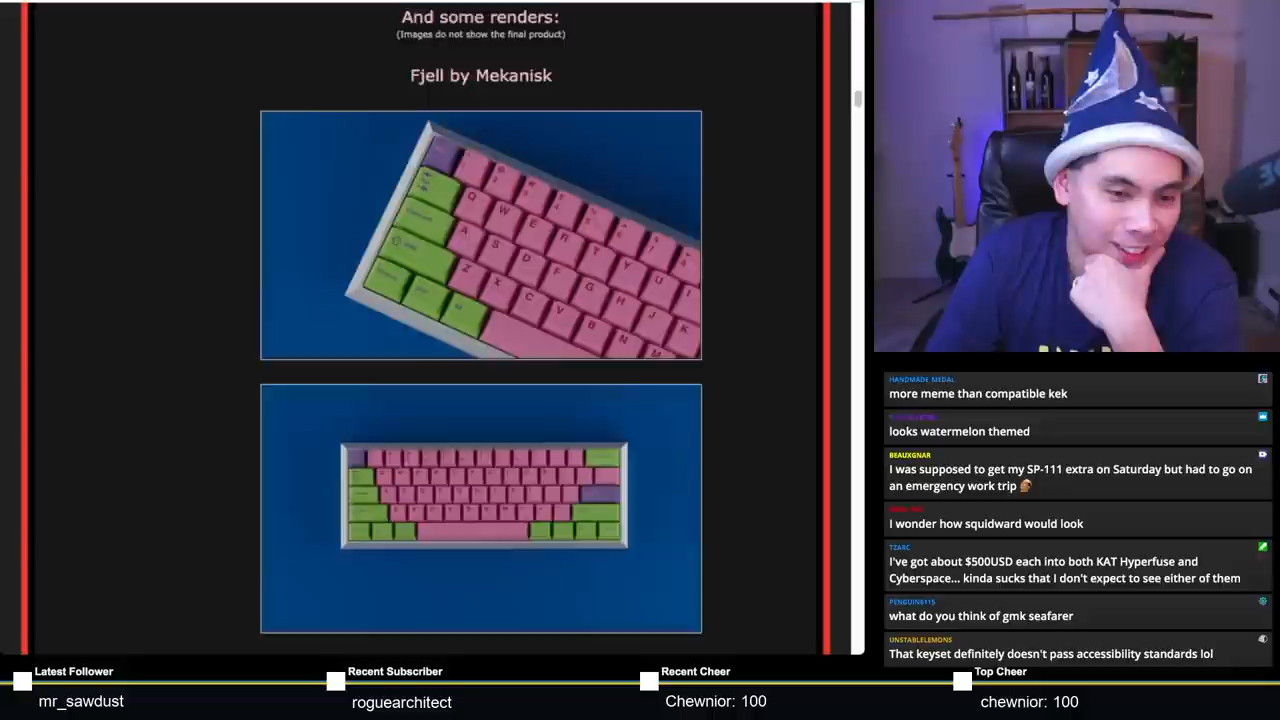 And some renders:
(Images do not show the final product)
Fjell by Mekanisk
Q W E R T Y U I
A S D F G H J K
Z X C V B N M
HANDMADE MEDAL
more meme than compatible kek
looks watermelon themed
BEAUXGNAR
I was supposed to get my SP-111 extra on Saturday but had to go on
an emergency work trip
I wonder how squidward would look
TZARC
I've got about $500USD each into both KAT Hyperfuse and
Cyberspace... kinda sucks that I don't expect to see either of them
PENGUIN6115
what do you think of gmk seafarer
UNSTABLELEMONS
That keyset definitely doesn't pass accessibility standards lol
Latest Follower
mr_sawdust
Recent Subscriber
roguearchitect
Recent Cheer
Chewnior: 100
Top Cheer
chewnior: 100